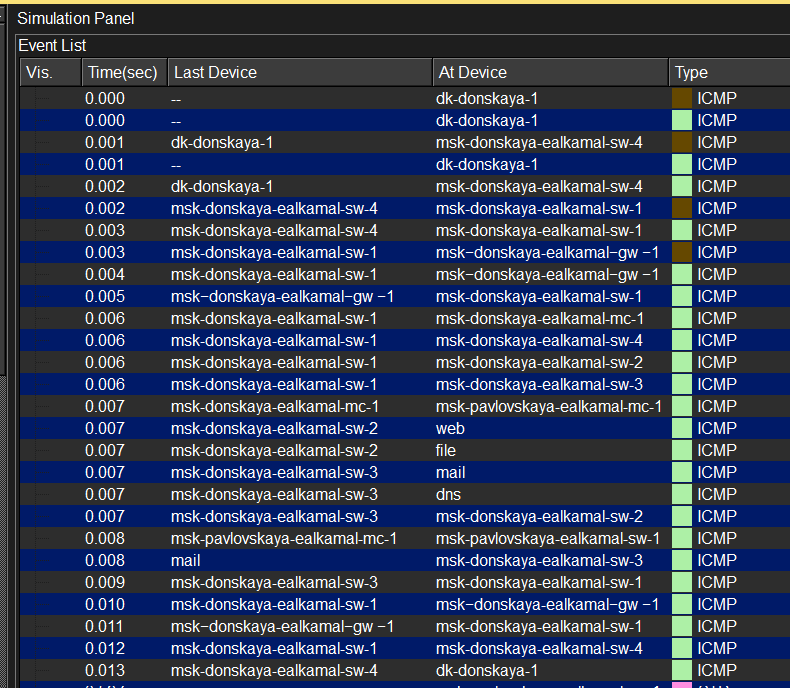 Simulation Panel
Event List
Vis. Time(sec) Last Device At Device Type
0.000 -- dk-donskaya-1 ICMP
0.000 -- dk-donskaya-1 ICMP
0.001 dk-donskaya-1 msk-donskaya-ealkamal-sw-4 ICMP
0.001 -- dk-donskaya-1 ICMP
0.002 dk-donskaya-1 msk-donskaya-ealkamal-sw-4 ICMP
0.002 msk-donskaya-ealkamal-sw-4 msk-donskaya-ealkamal-sw-1 ICMP
0.003 msk-donskaya-ealkamal-sw-4 msk-donskaya-ealkamal-sw-1 ICMP
0.003 msk-donskaya-ealkamal-sw-1 msk−donskaya-ealkamal−gw −1 ICMP
0.004 msk-donskaya-ealkamal-sw-1 msk−donskaya-ealkamal−gw −1 ICMP
0.005 msk−donskaya-ealkamal−gw −1 msk-donskaya-ealkamal-sw-1 ICMP
0.006 msk-donskaya-ealkamal-sw-1 msk-donskaya-ealkamal-mc-1 ICMP
0.006 msk-donskaya-ealkamal-sw-1 msk-donskaya-ealkamal-sw-4 ICMP
0.006 msk-donskaya-ealkamal-sw-1 msk-donskaya-ealkamal-sw-2 ICMP
0.006 msk-donskaya-ealkamal-sw-1 msk-donskaya-ealkamal-sw-3 ICMP
0.007 msk-donskaya-ealkamal-mc-1 msk-pavlovskaya-ealkamal-mc-1 ICMP
0.007 msk-donskaya-ealkamal-sw-2 web ICMP
0.007 msk-donskaya-ealkamal-sw-2 file ICMP
0.007 msk-donskaya-ealkamal-sw-3 mail ICMP
0.007 msk-donskaya-ealkamal-sw-3 dns ICMP
0.007 msk-donskaya-ealkamal-sw-3 msk-donskaya-ealkamal-sw-2 ICMP
0.008 msk-pavlovskaya-ealkamal-mc-1 msk-pavlovskaya-ealkamal-sw-1 ICMP
0.008 mail msk-donskaya-ealkamal-sw-3 ICMP
0.009 msk-donskaya-ealkamal-sw-3 msk-donskaya-ealkamal-sw-1 ICMP
0.010 msk-donskaya-ealkamal-sw-1 msk−donskaya-ealkamal−gw −1 ICMP
0.011 msk−donskaya-ealkamal−gw −1 msk-donskaya-ealkamal-sw-1 ICMP
0.012 msk-donskaya-ealkamal-sw-1 msk-donskaya-ealkamal-sw-4 ICMP
0.013 msk-donskaya-ealkamal-sw-4 dk-donskaya-1 ICMP